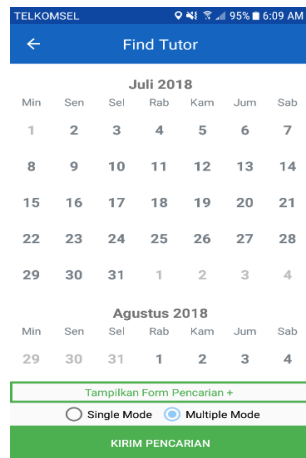 TELKOMSEL 95% 6:09 AM
Find Tutor
Juli 2018
Min Sen Sel Rab Kam Jum Sab
1 2 3 4 5 6 7
8 9 10 11 12 13 14
15 16 17 18 19 20 21
22 23 24 25 26 27 28
29 30 31 1 2 3 4
Agustus 2018
Min Sen Sel Rab Kam Jum Sab
29 30 31 1 2 3 4
Tampilkan Form Pencarian +
Single Mode Multiple Mode
KIRIM PENCARIAN